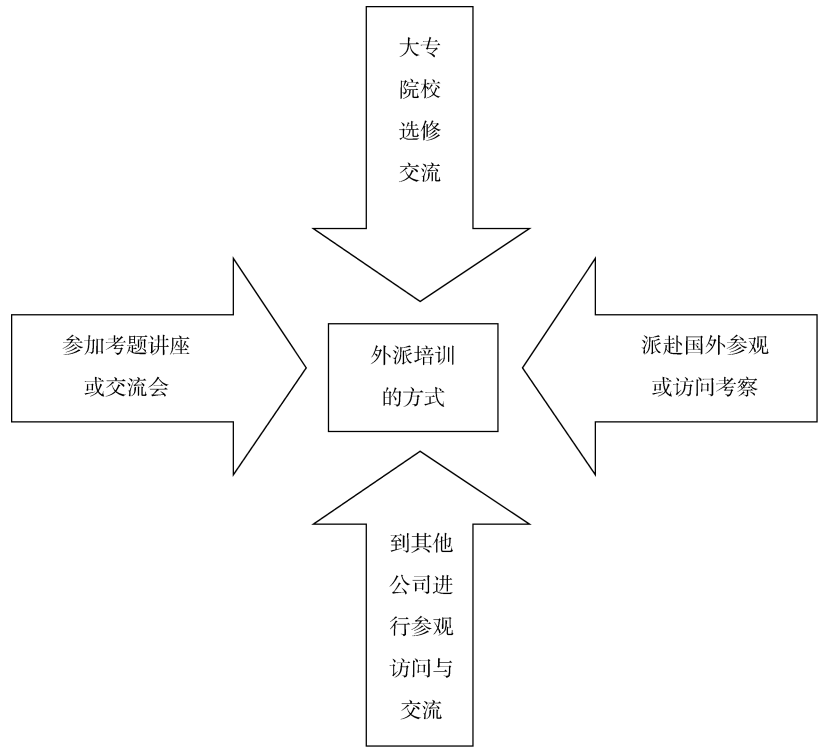 大专
院校
选修
交流
参加考题讲座
或交流会
外派培训
的方式
派赴国外参观
或访问考察
到其他
公司进
行参观
访问与
交流